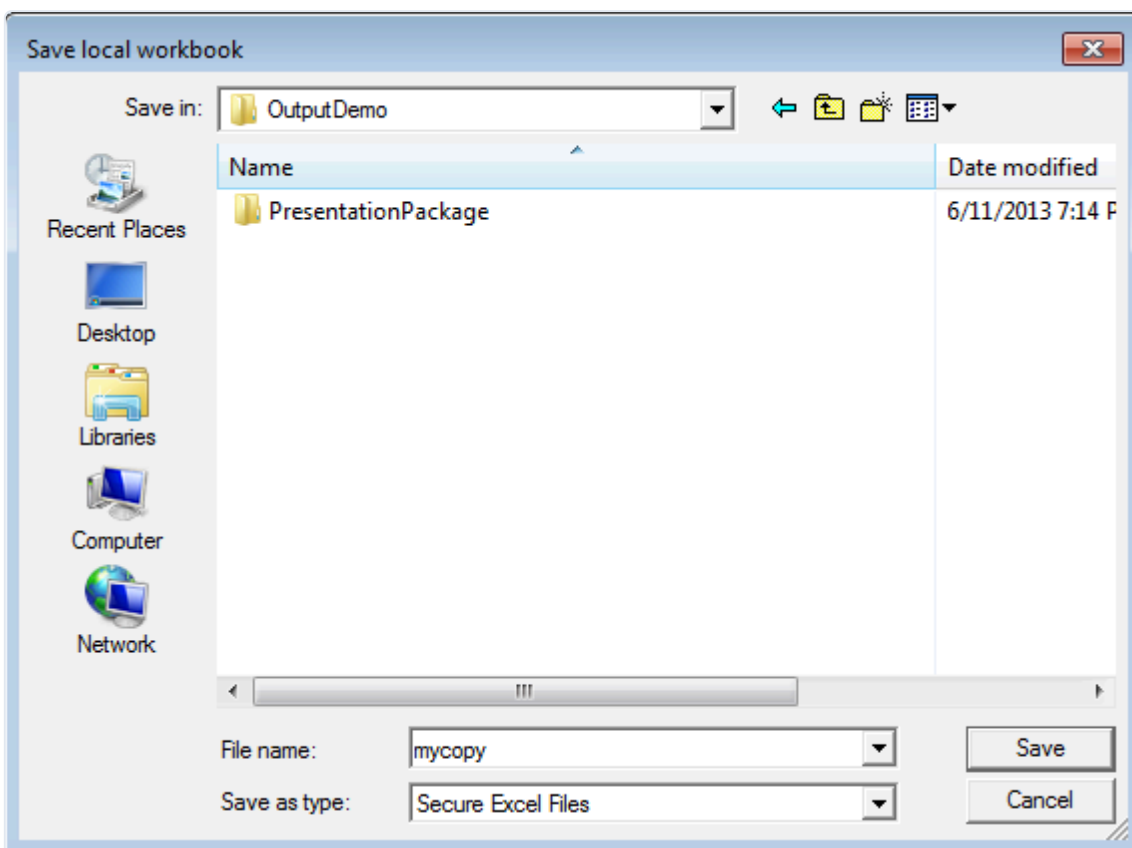 Save local workbook
Save in: OutputDemo
Name Date modified
PresentationPackage 6/11/2013 7:14 P
Recent Places
Desktop
Libraries
Computer
Network
File name: mycopy Save
Save as type: Secure Excel Files Cancel